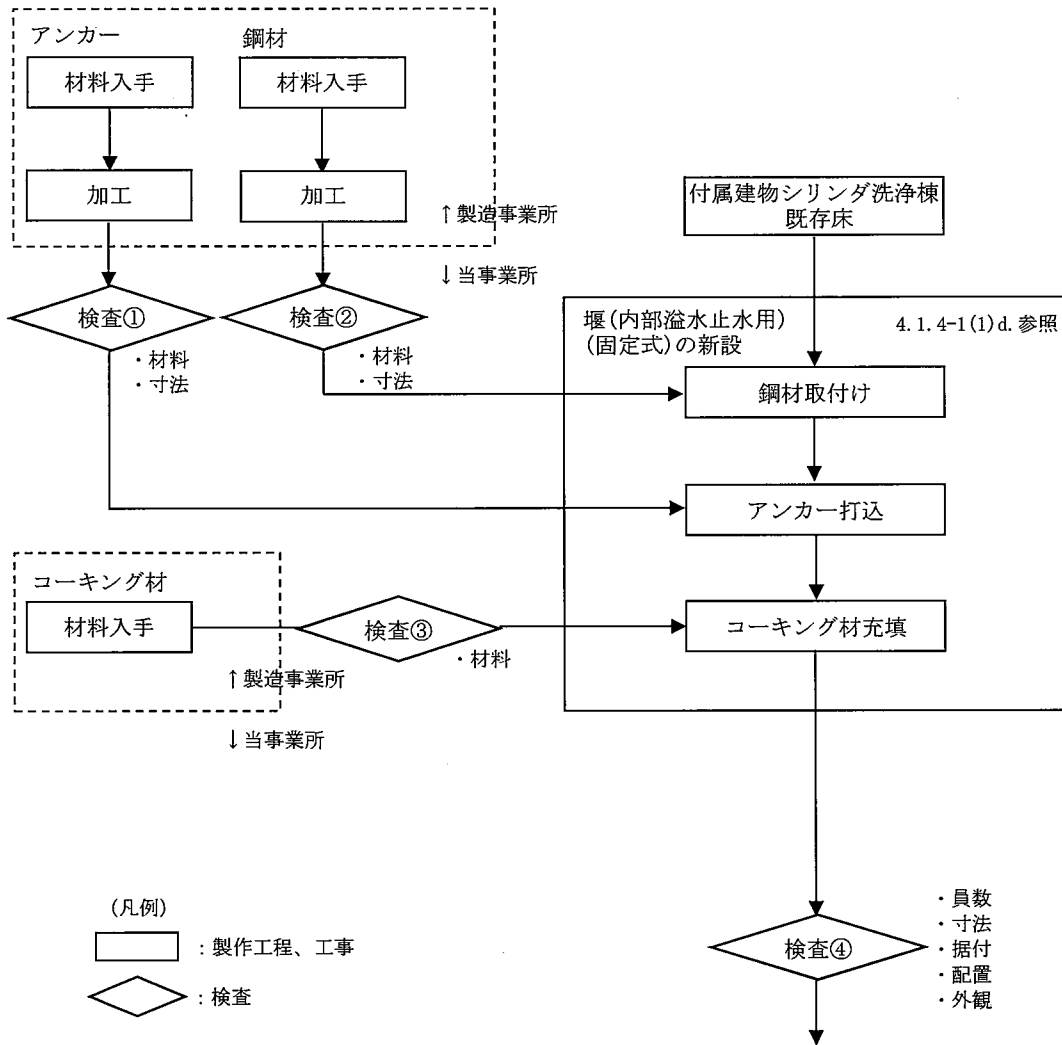 アンカー
鋼材
材料入手
材料入手
加工
加工
↑製造事業所
↓当事業所
付属建物シリンダ洗浄棟
既存床
検査①
・材料
・寸法
検査②
・材料
・寸法
堰(内部溢水止水用)
(固定式)の新設
4.1.4-1(1)d.参照
鋼材取付け
アンカー打込
コーキング材
材料入手
検査③
・材料
コーキング材充填
↑製造事業所
↓当事業所
検査④
・員数
・寸法
・据付
・配置
・外観
(凡例)
：製作工程、工事
：検査